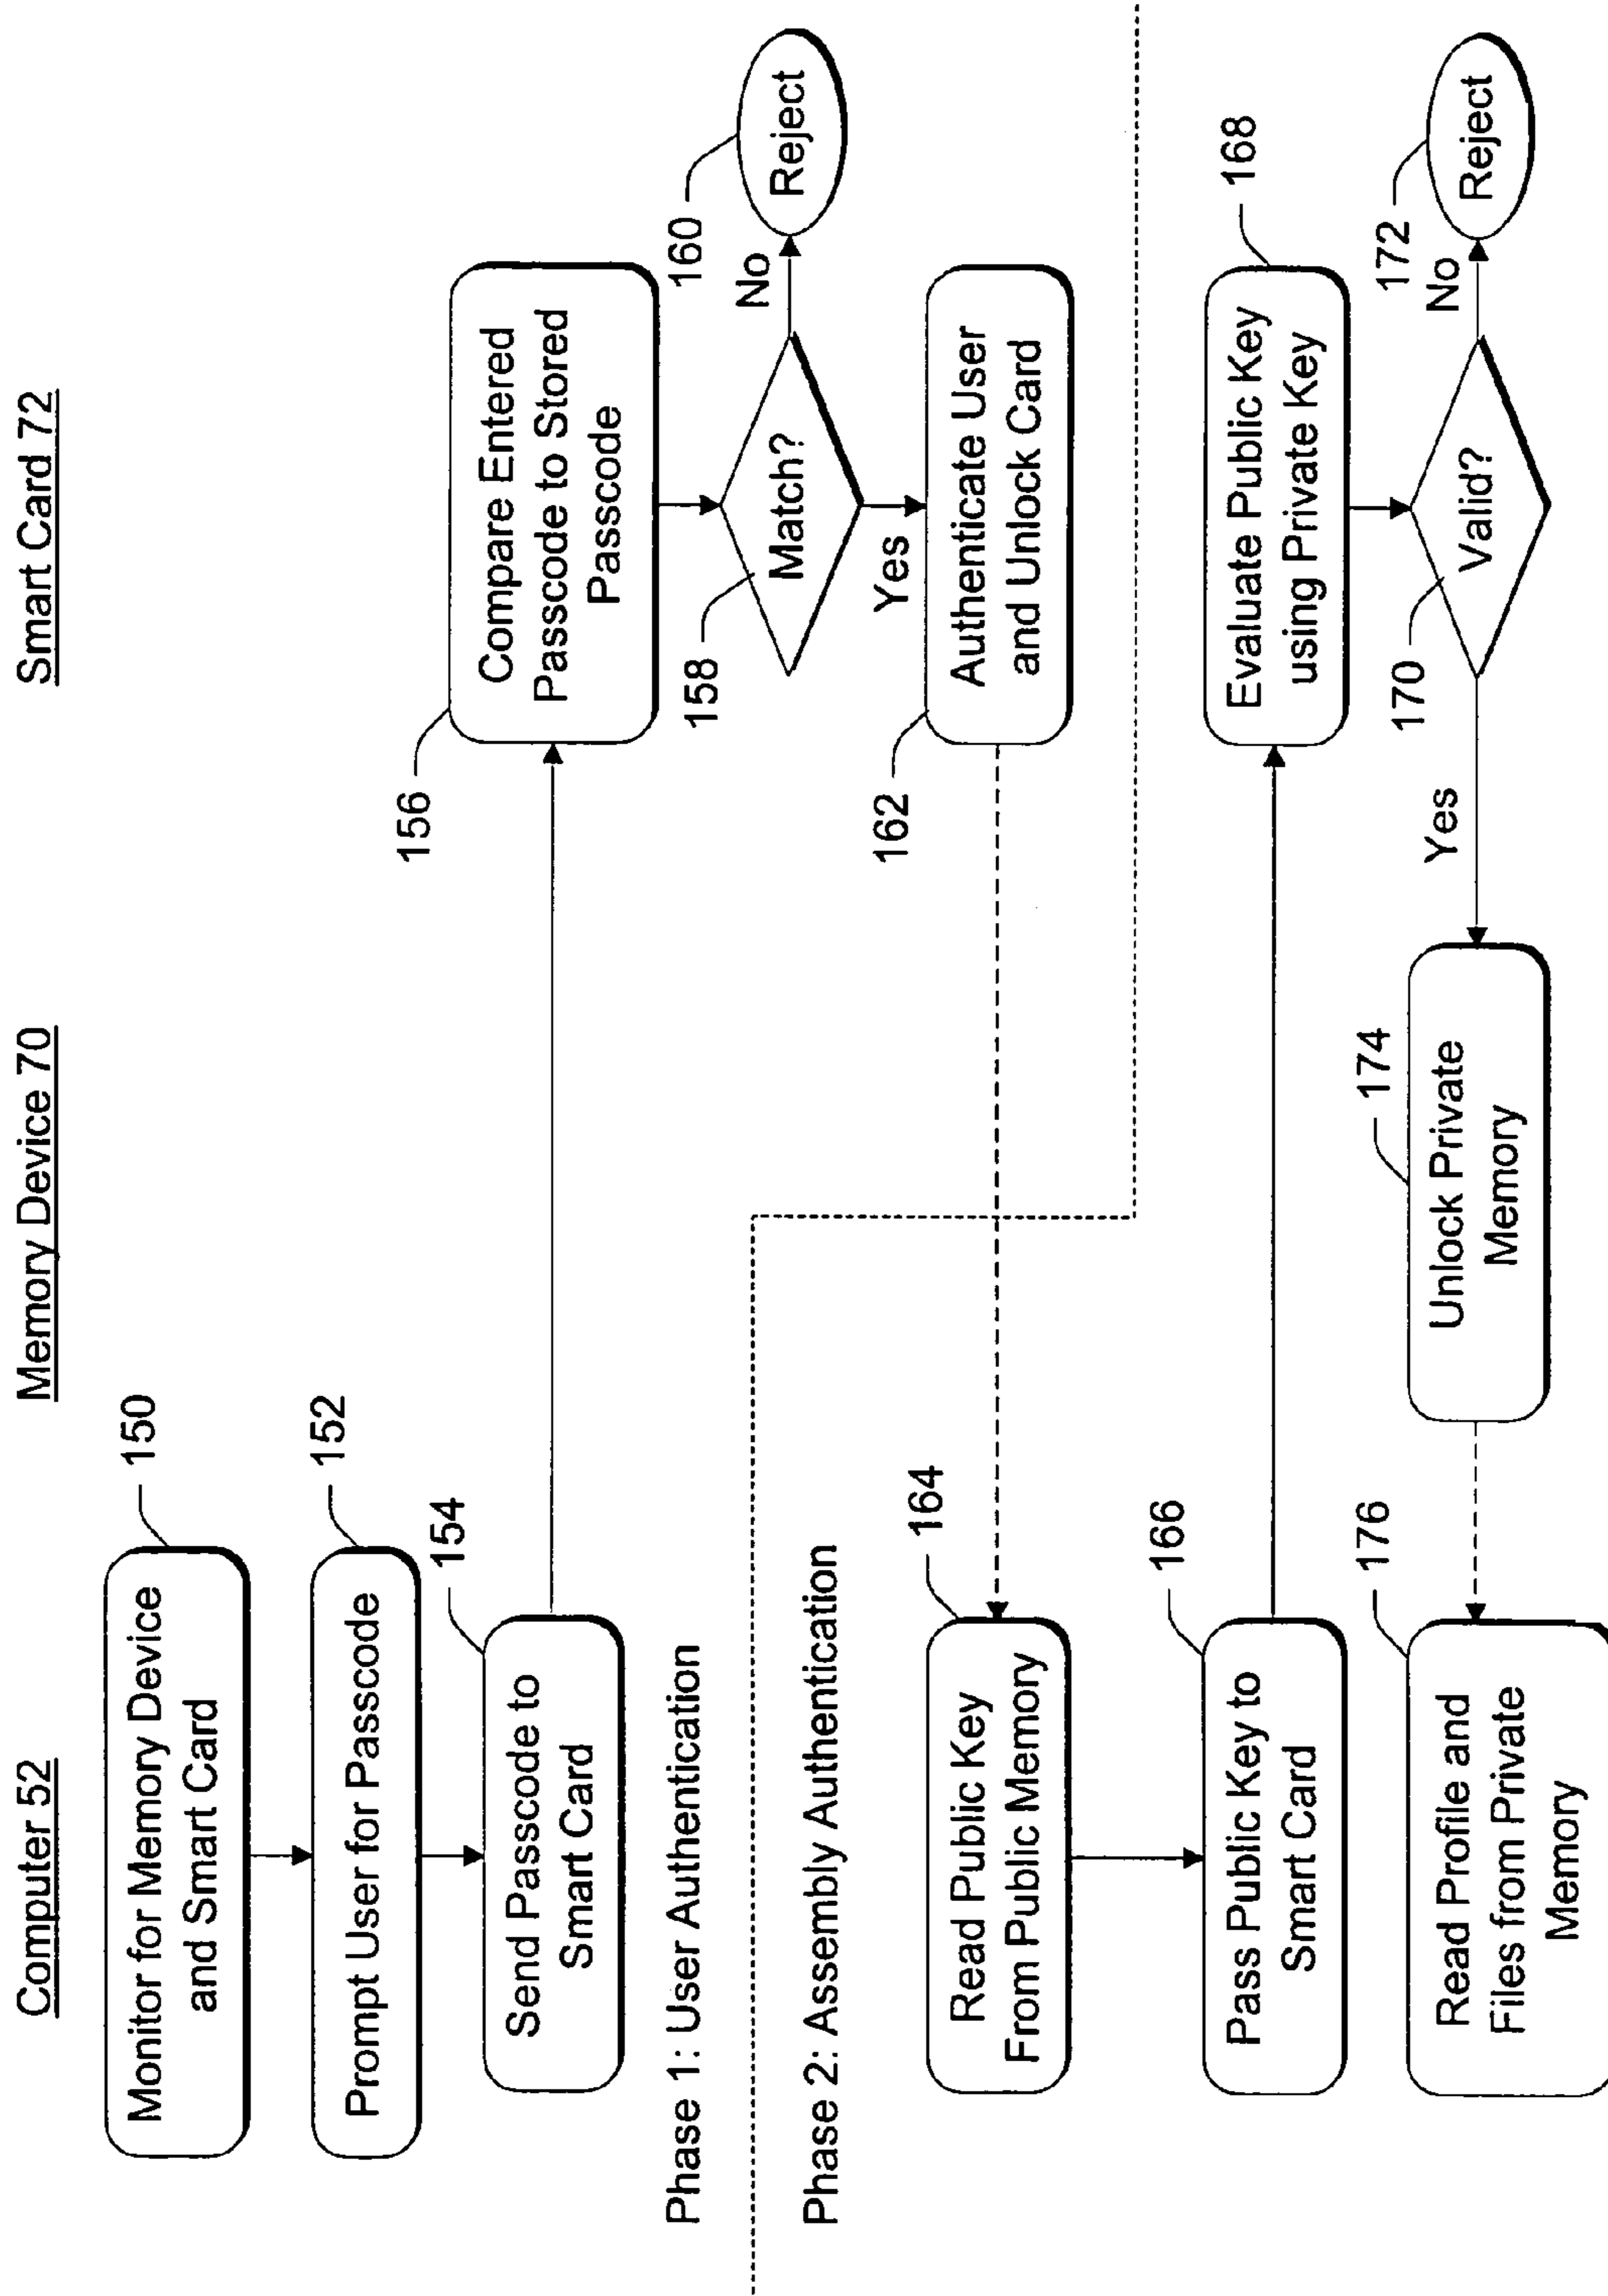 Computer 52
Memory Device 70
Smart Card 72
Monitor for Memory Device
and Smart Card
150
Prompt User for Passcode
152
Send Passcode to
Smart Card
154
156
Compare Entered
Passcode to Stored
Passcode
158
Match?
No
160
Reject
Yes
Phase 1: User Authentication
162
Authenticate User
and Unlock Card
Phase 2: Assembly Authentication
164
Read Public Key
From Public Memory
166
Pass Public Key to
Smart Card
168
Evaluate Public Key
using Private Key
170
Valid?
No
172
Reject
Yes
174
Unlock Private
Memory
176
Read Profile and
Files from Private
Memory